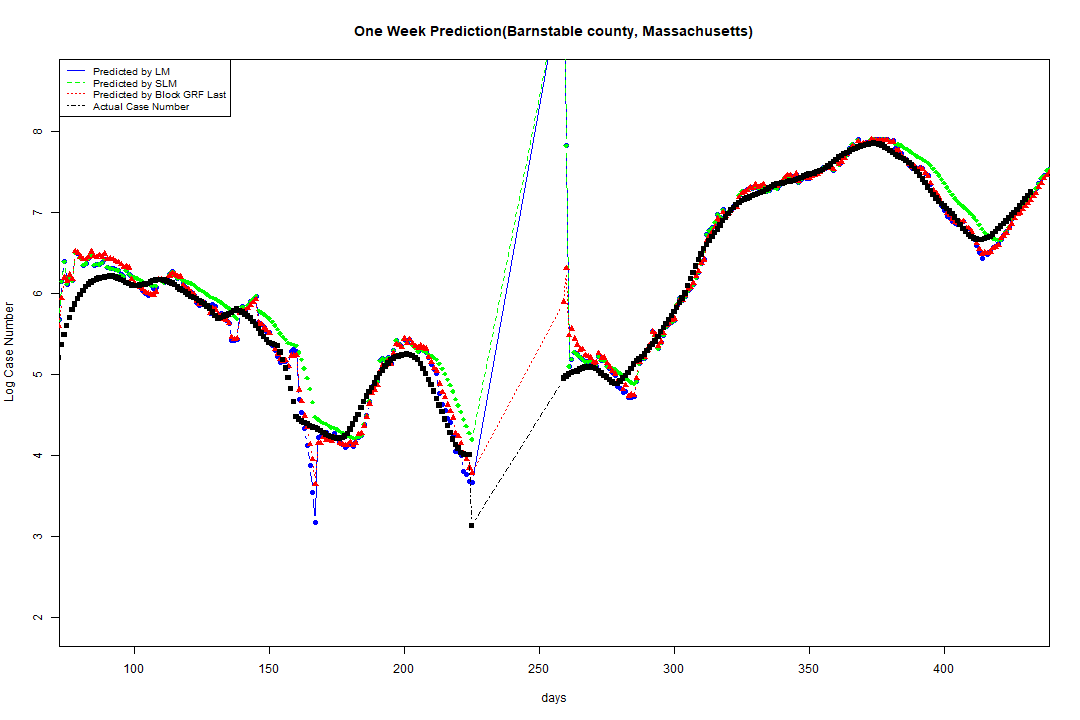 One Week Prediction(Barnstable county, Massachusetts)
Predicted by LM
Predicted by SLM
Predicted by Block GRF Last
Actual Case Number
Log Case Number
8
7
6
5
4
3
2
100 150 200 250 300 350 400
days